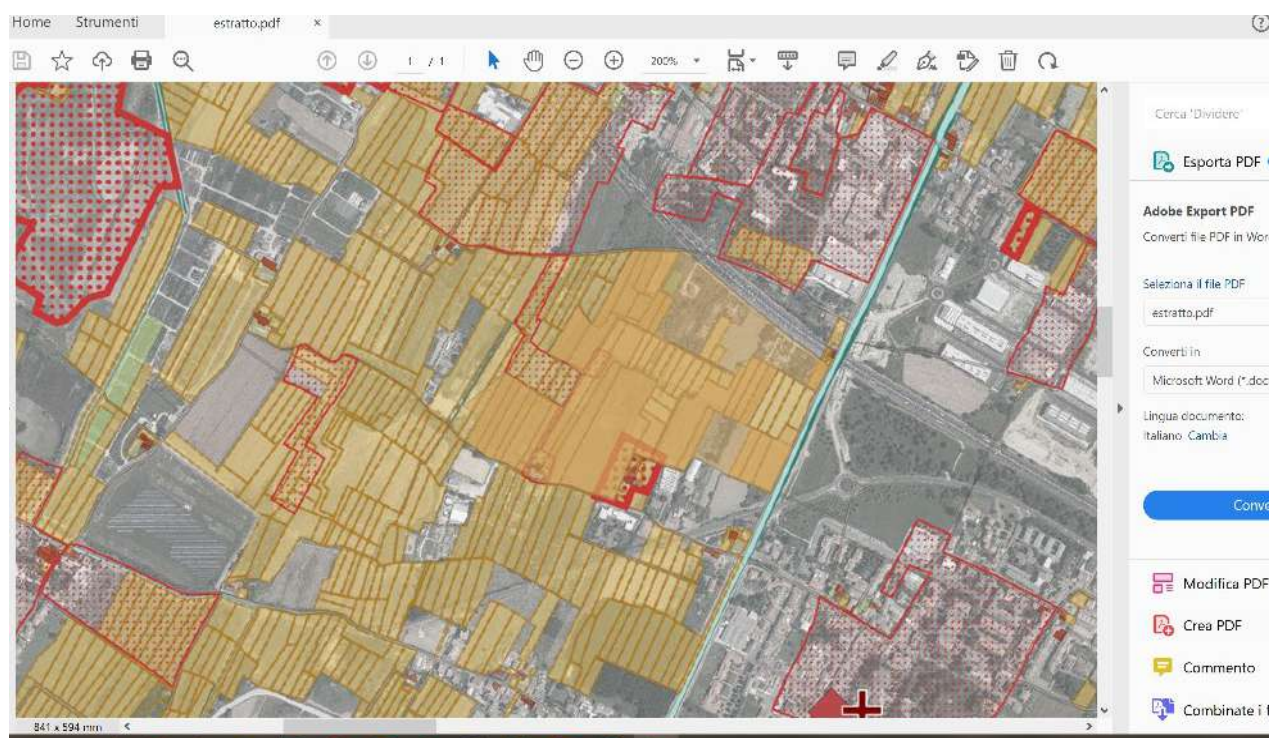 Home Strumenti estratto.pdf ×
1 / 1 200%
Cerca 'Dividere'
Esporta PDF
Adobe Export PDF
Converti file PDF in Wor
Seleziona il file PDF
estratto.pdf
Converti in
Microsoft Word (*.doc
Lingua documento:
Italiano Cambia
Conve
Modifica PDF
Crea PDF
Commento
Combinate i f
841 x 594 mm